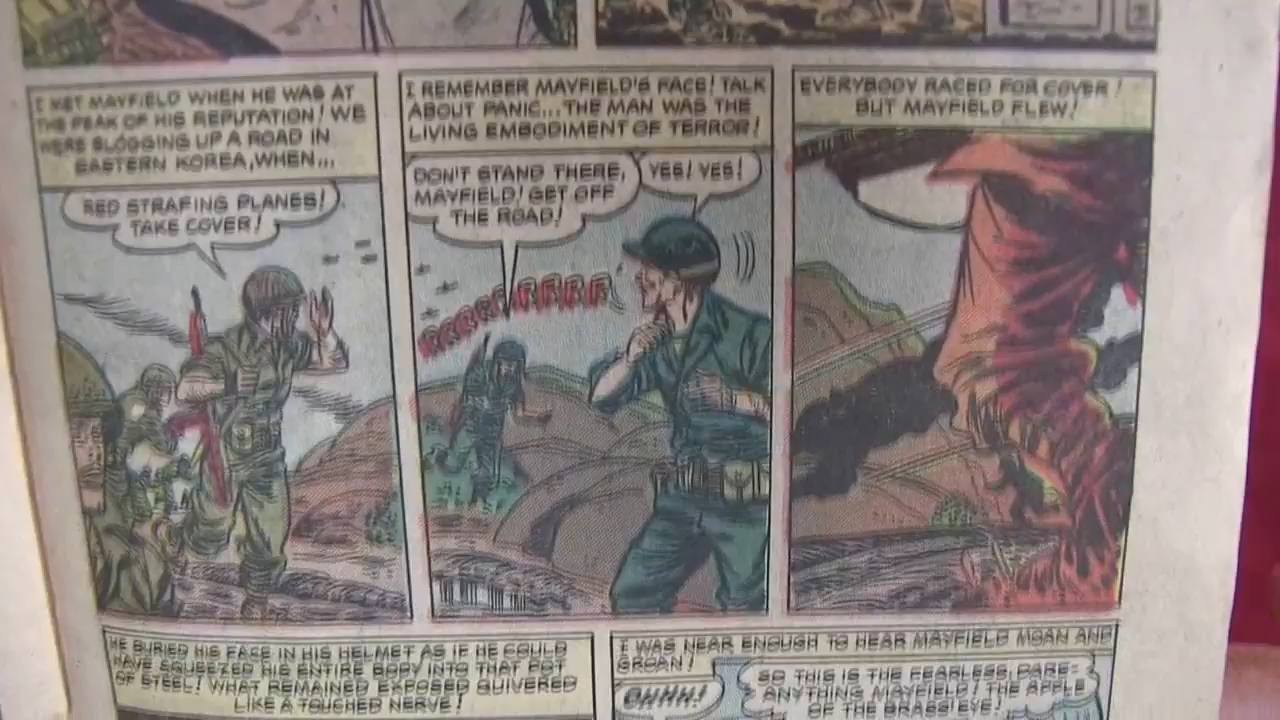 I MET MAYFIELD WHEN HE WAS AT
THE PEAK OF HIS REPUTATION! WE
WERE SLOGGING UP A ROAD IN
EASTERN KOREA, WHEN...
RED STRAFING PLANES!
TAKE COVER!
I REMEMBER MAYFIELD'S FACE! TALK
ABOUT PANIC... THE MAN WAS THE
LIVING EMBODIMENT OF TERROR!
DON'T STAND THERE,
MAYFIELD! GET OFF
THE ROAD!
YES! YES!
EVERYBODY RACED FOR COVER!
BUT MAYFIELD FLEW!
HE BURIED HIS FACE IN HIS HELMET AS IF HE COULD
HAVE SQUEEZED HIS ENTIRE BODY INTO THAT POT
OF STEEL! WHAT REMAINED EXPOSED QUIVERED
LIKE A TOUCHED NERVE!
I WAS NEAR ENOUGH TO HEAR MAYFIELD MOAN AND
GROAN!
OHHH!
SO THIS IS THE FEARLESS, DARE-
ANYTHING MAYFIELD! THE APPLE
OF THE BRASS' EYE!